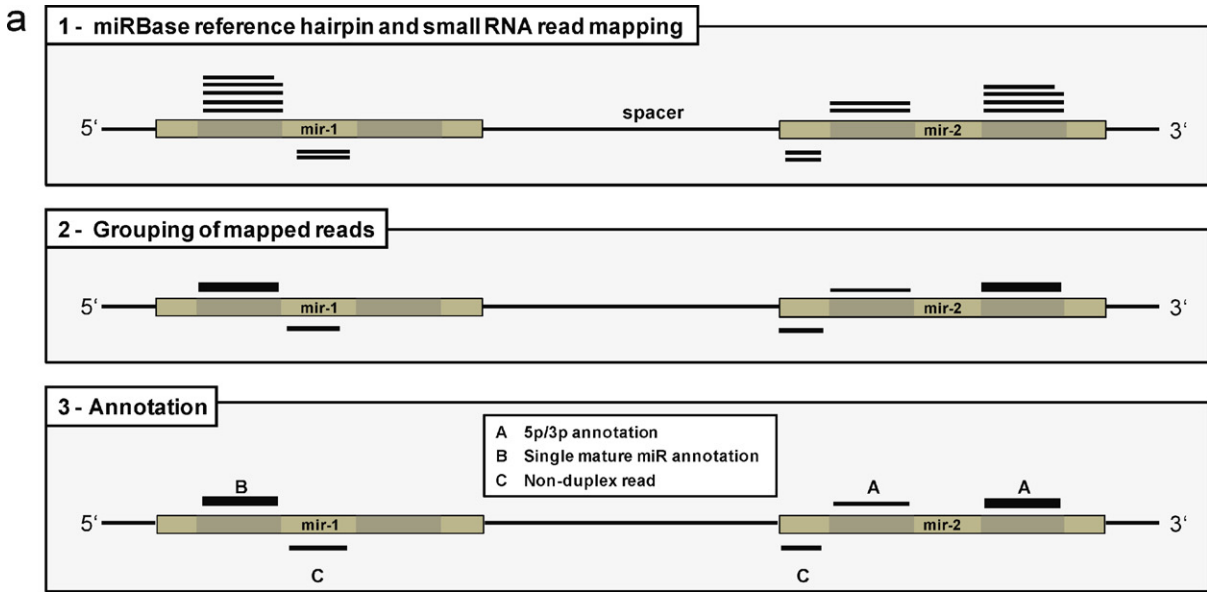 a
1 - miRBase reference hairpin and small RNA read mapping
spacer
5‘ mir-1 mir-2 3‘
2 - Grouping of mapped reads
5‘ mir-1 mir-2 3‘
3 - Annotation
A 5p/3p annotation
B Single mature miR annotation
C Non-duplex read
B A A
5‘ mir-1 mir-2 3‘
C C